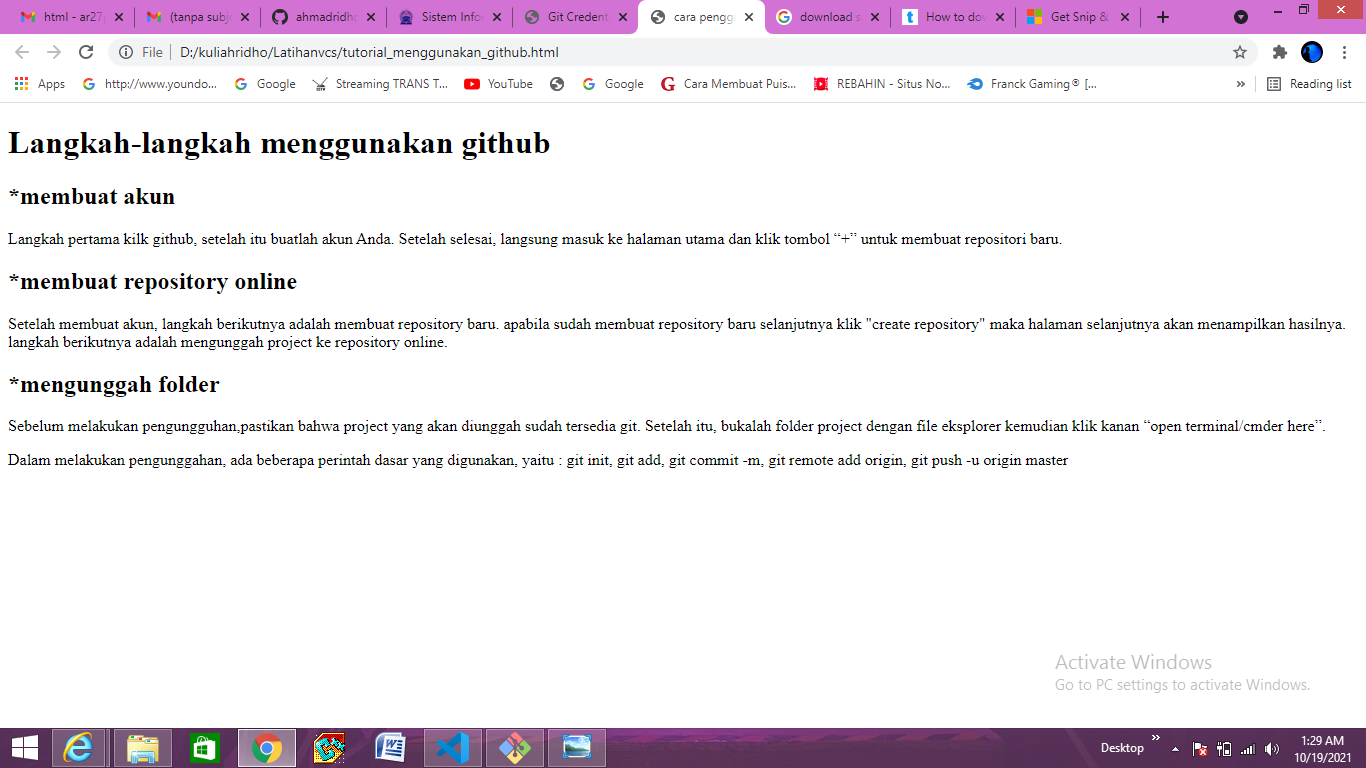 html - ar27
(tanpa subj
ahmadridho
Sistem Info
Git Credent
cara pengg
download s
How to dow
Get Snip &
File
D:/kuliahridho/Latihanvcs/tutorial_menggunakan_github.html
Apps
http://www.youndo...
Google
Streaming TRANS T...
YouTube
Google
Cara Membuat Puis...
REBAHIN - Situs No...
Franck Gaming® [...
»
Reading list
Langkah-langkah menggunakan github
*membuat akun
Langkah pertama kilk github, setelah itu buatlah akun Anda. Setelah selesai, langsung masuk ke halaman utama dan klik tombol “+” untuk membuat repositori baru.
*membuat repository online
Setelah membuat akun, langkah berikutnya adalah membuat repository baru. apabila sudah membuat repository baru selanjutnya klik "create repository" maka halaman selanjutnya akan menampilkan hasilnya.
langkah berikutnya adalah mengunggah project ke repository online.
*mengunggah folder
Sebelum melakukan pengungguhan,pastikan bahwa project yang akan diunggah sudah tersedia git. Setelah itu, bukalah folder project dengan file eksplorer kemudian klik kanan “open terminal/cmder here”.
Dalam melakukan pengunggahan, ada beberapa perintah dasar yang digunakan, yaitu : git init, git add, git commit -m, git remote add origin, git push -u origin master
Activate Windows
Go to PC settings to activate Windows.
Desktop
»
1:29 AM
10/19/2021